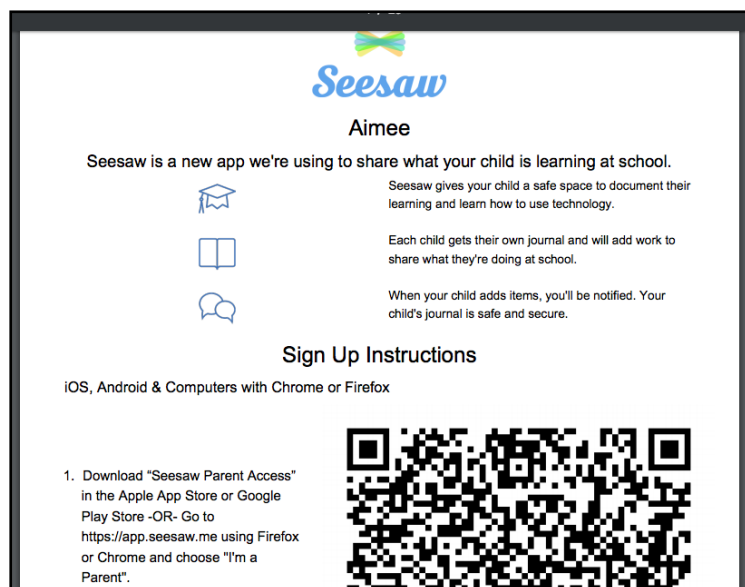 Seesaw
Aimee
Seesaw is a new app we're using to share what your child is learning at school.
Seesaw gives your child a safe space to document their
learning and learn how to use technology.
Each child gets their own journal and will add work to
share what they're doing at school.
When your child adds items, you'll be notified. Your
child's journal is safe and secure.
Sign Up Instructions
iOS, Android & Computers with Chrome or Firefox
1. Download “Seesaw Parent Access”
in the Apple App Store or Google
Play Store -OR- Go to
https://app.seesaw.me using Firefox
or Chrome and choose "I'm a
Parent".